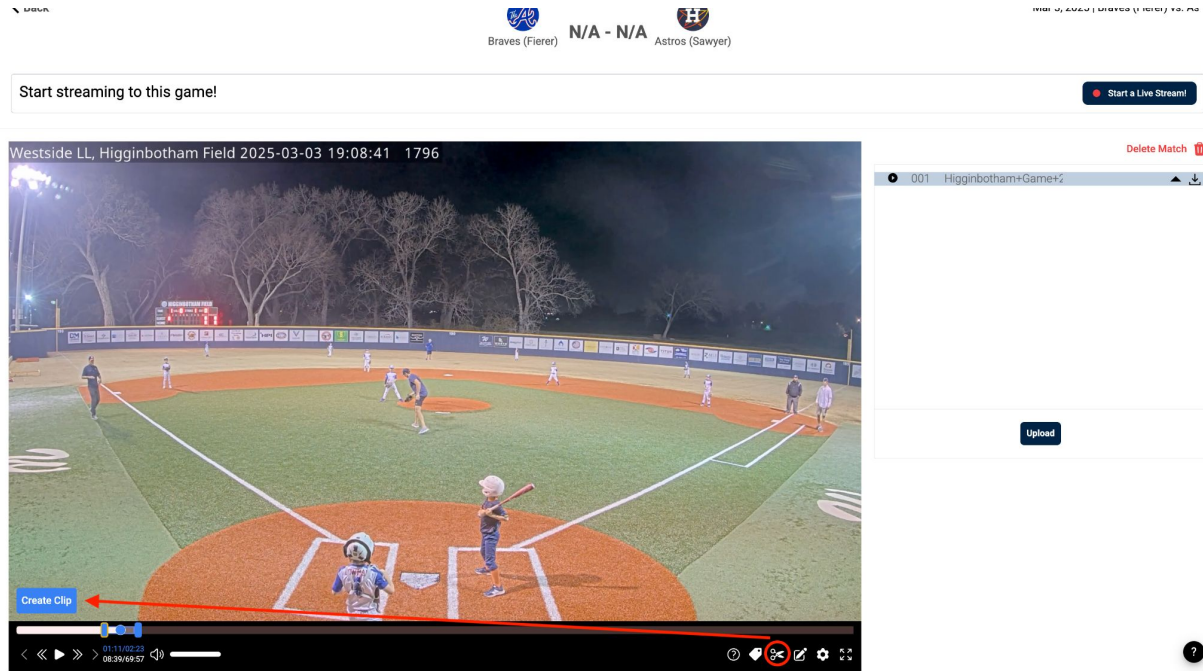 Back
Mar 3, 2025 | Braves (Fierer) vs. As
Braves (Fierer)
N/A - N/A
Astros (Sawyer)
Start streaming to this game!
Start a Live Stream!
Westside LL, Higginbotham Field 2025-03-03 19:08:41 1796
Delete Match
001 Higginbotham+Game+2
HIGGINBOTHAM FIELD
Upload
Create Clip
01:11/02:23
08:39/69:57
?
?